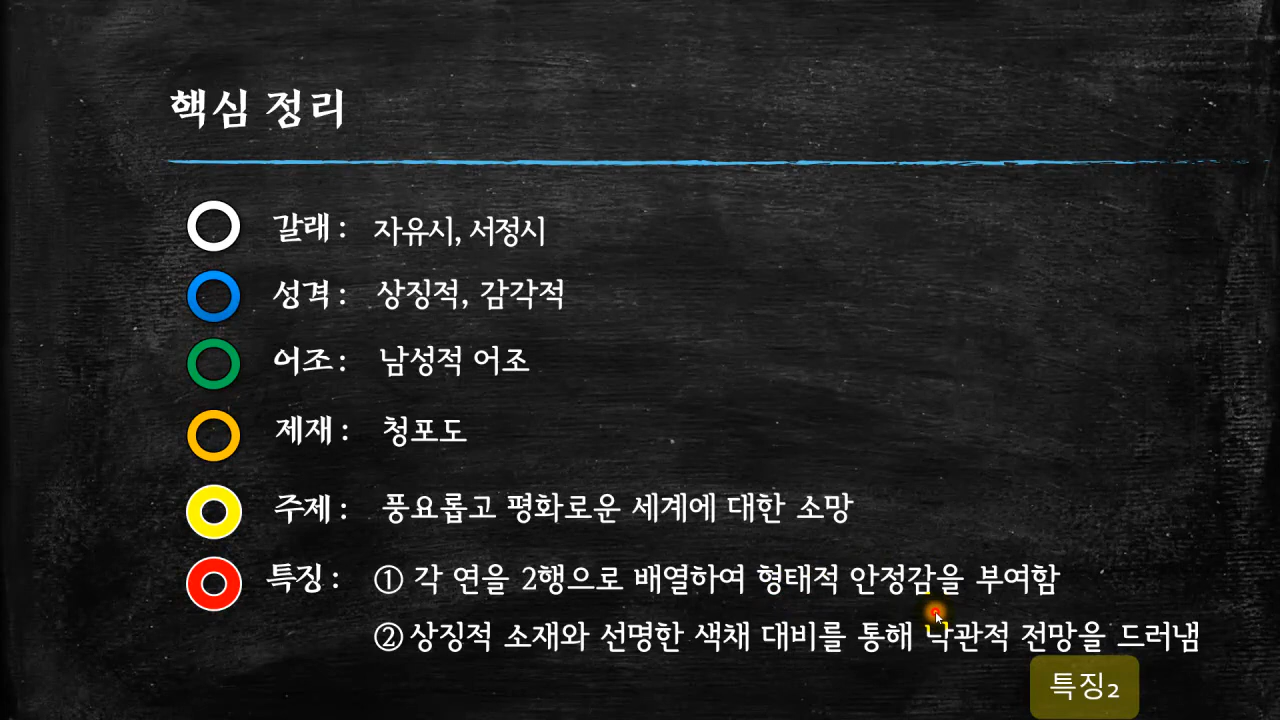 핵심 정리
갈래 : 자유시, 서정시
성격 : 상징적, 감각적
어조 : 남성적 어조
제재 : 청포도
주제 : 풍요롭고 평화로운 세계에 대한 소망
특징 : ① 각 연을 2행으로 배열하여 형태적 안정감을 부여함
② 상징적 소재와 선명한 색채 대비를 통해 낙관적 전망을 드러냄
특징2